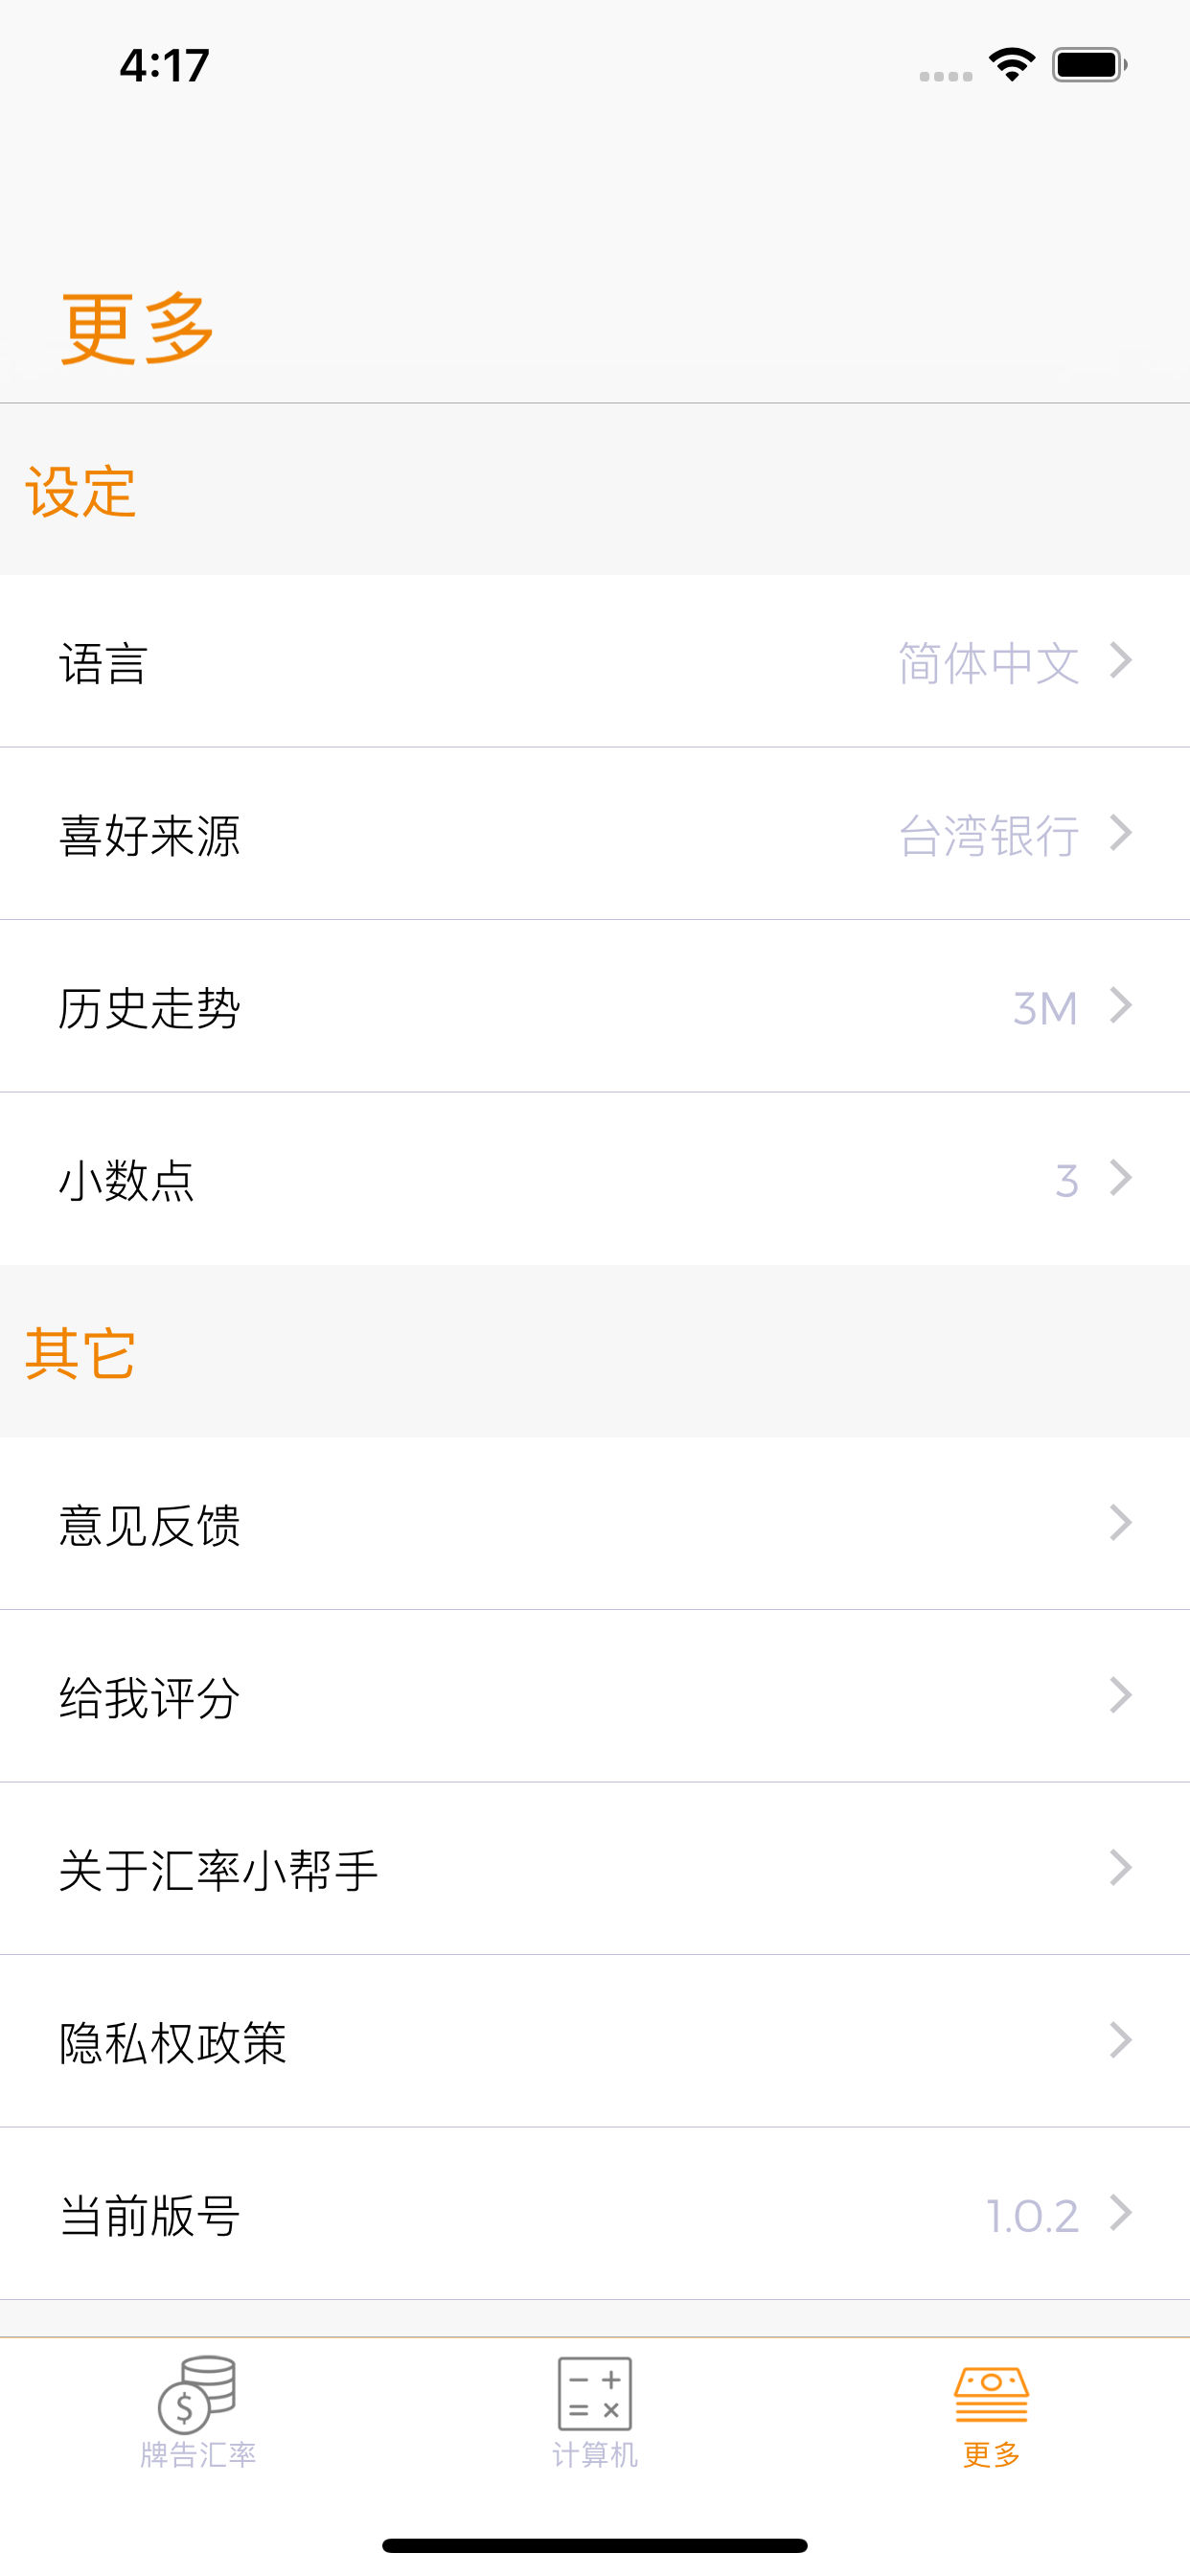 4:17
更多
设定
语言 简体中文
喜好来源 台湾银行
历史走势 3M
小数点 3
其它
意见反馈
给我评分
关于汇率小帮手
隐私权政策
当前版号 1.0.2
牌告汇率 计算机 更多